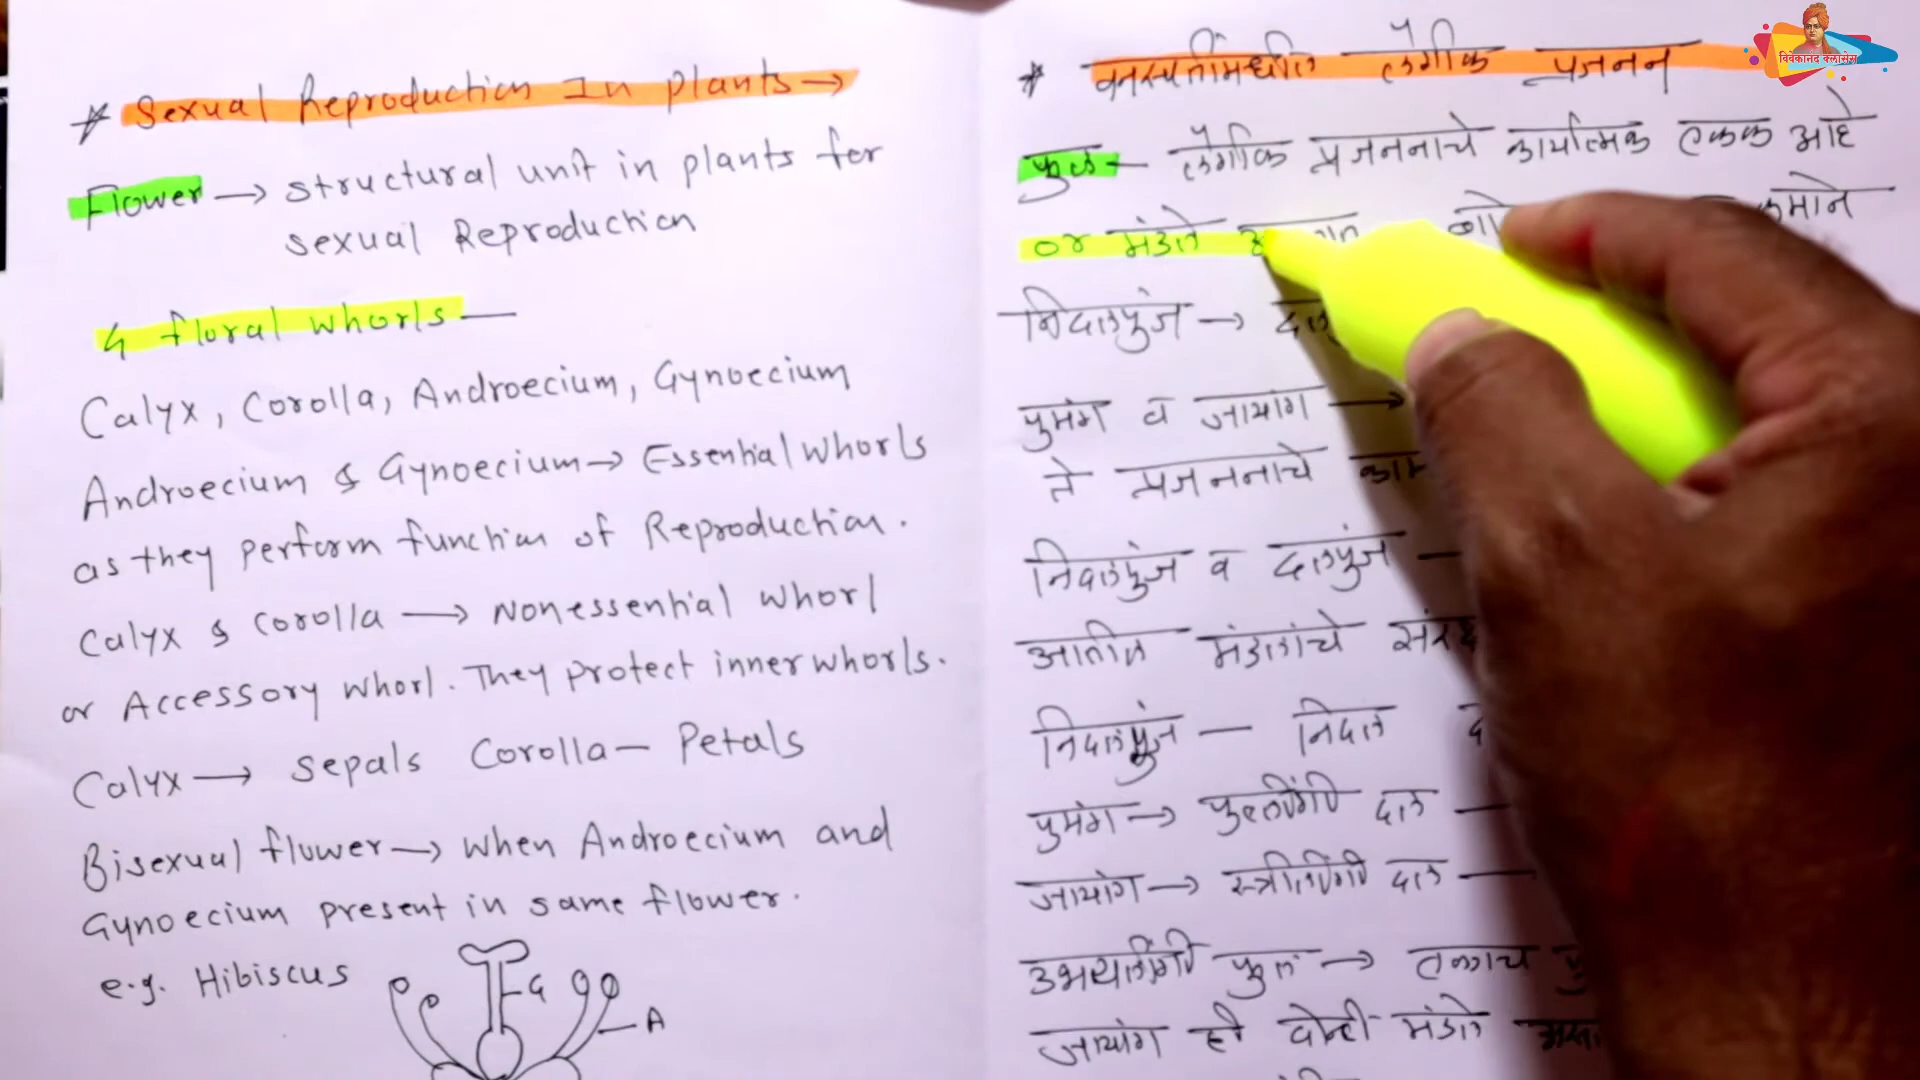 * Sexual Reproduction In plants →
Flower → structural unit in plants for
sexual Reproduction
4 floral whorls —
Calyx, Corolla, Androecium, Gynoecium
Androecium & Gynoecium → Essential whorls
as they perform function of Reproduction.
Calyx & Corolla → Nonessential whorl
or Accessory whorl. They protect inner whorls.
Calyx → Sepals Corolla — Petals
Bisexual flower → when Androecium and
Gynoecium present in same flower.
e.g. Hibiscus
G
A
* वनस्पतींमधील लैंगीक प्रजनन
फुल — लैंगीक प्रजननाचे कार्यात्मक एकक आहे
or मंडले
निदलपुंज →
पुमंग व जायांग →
ते प्रजननाचे
निदलपुंज व दलपुंज —
आतील मंडलांचे
निदलपुंज — निदल
पुमंग → पुल्लींगी दल —
जायांग → स्त्रीलींगी दल —
उभयलींगी फुल →
जायांग ही दोन्ही मंडले
विवेकानंद क्लासेस